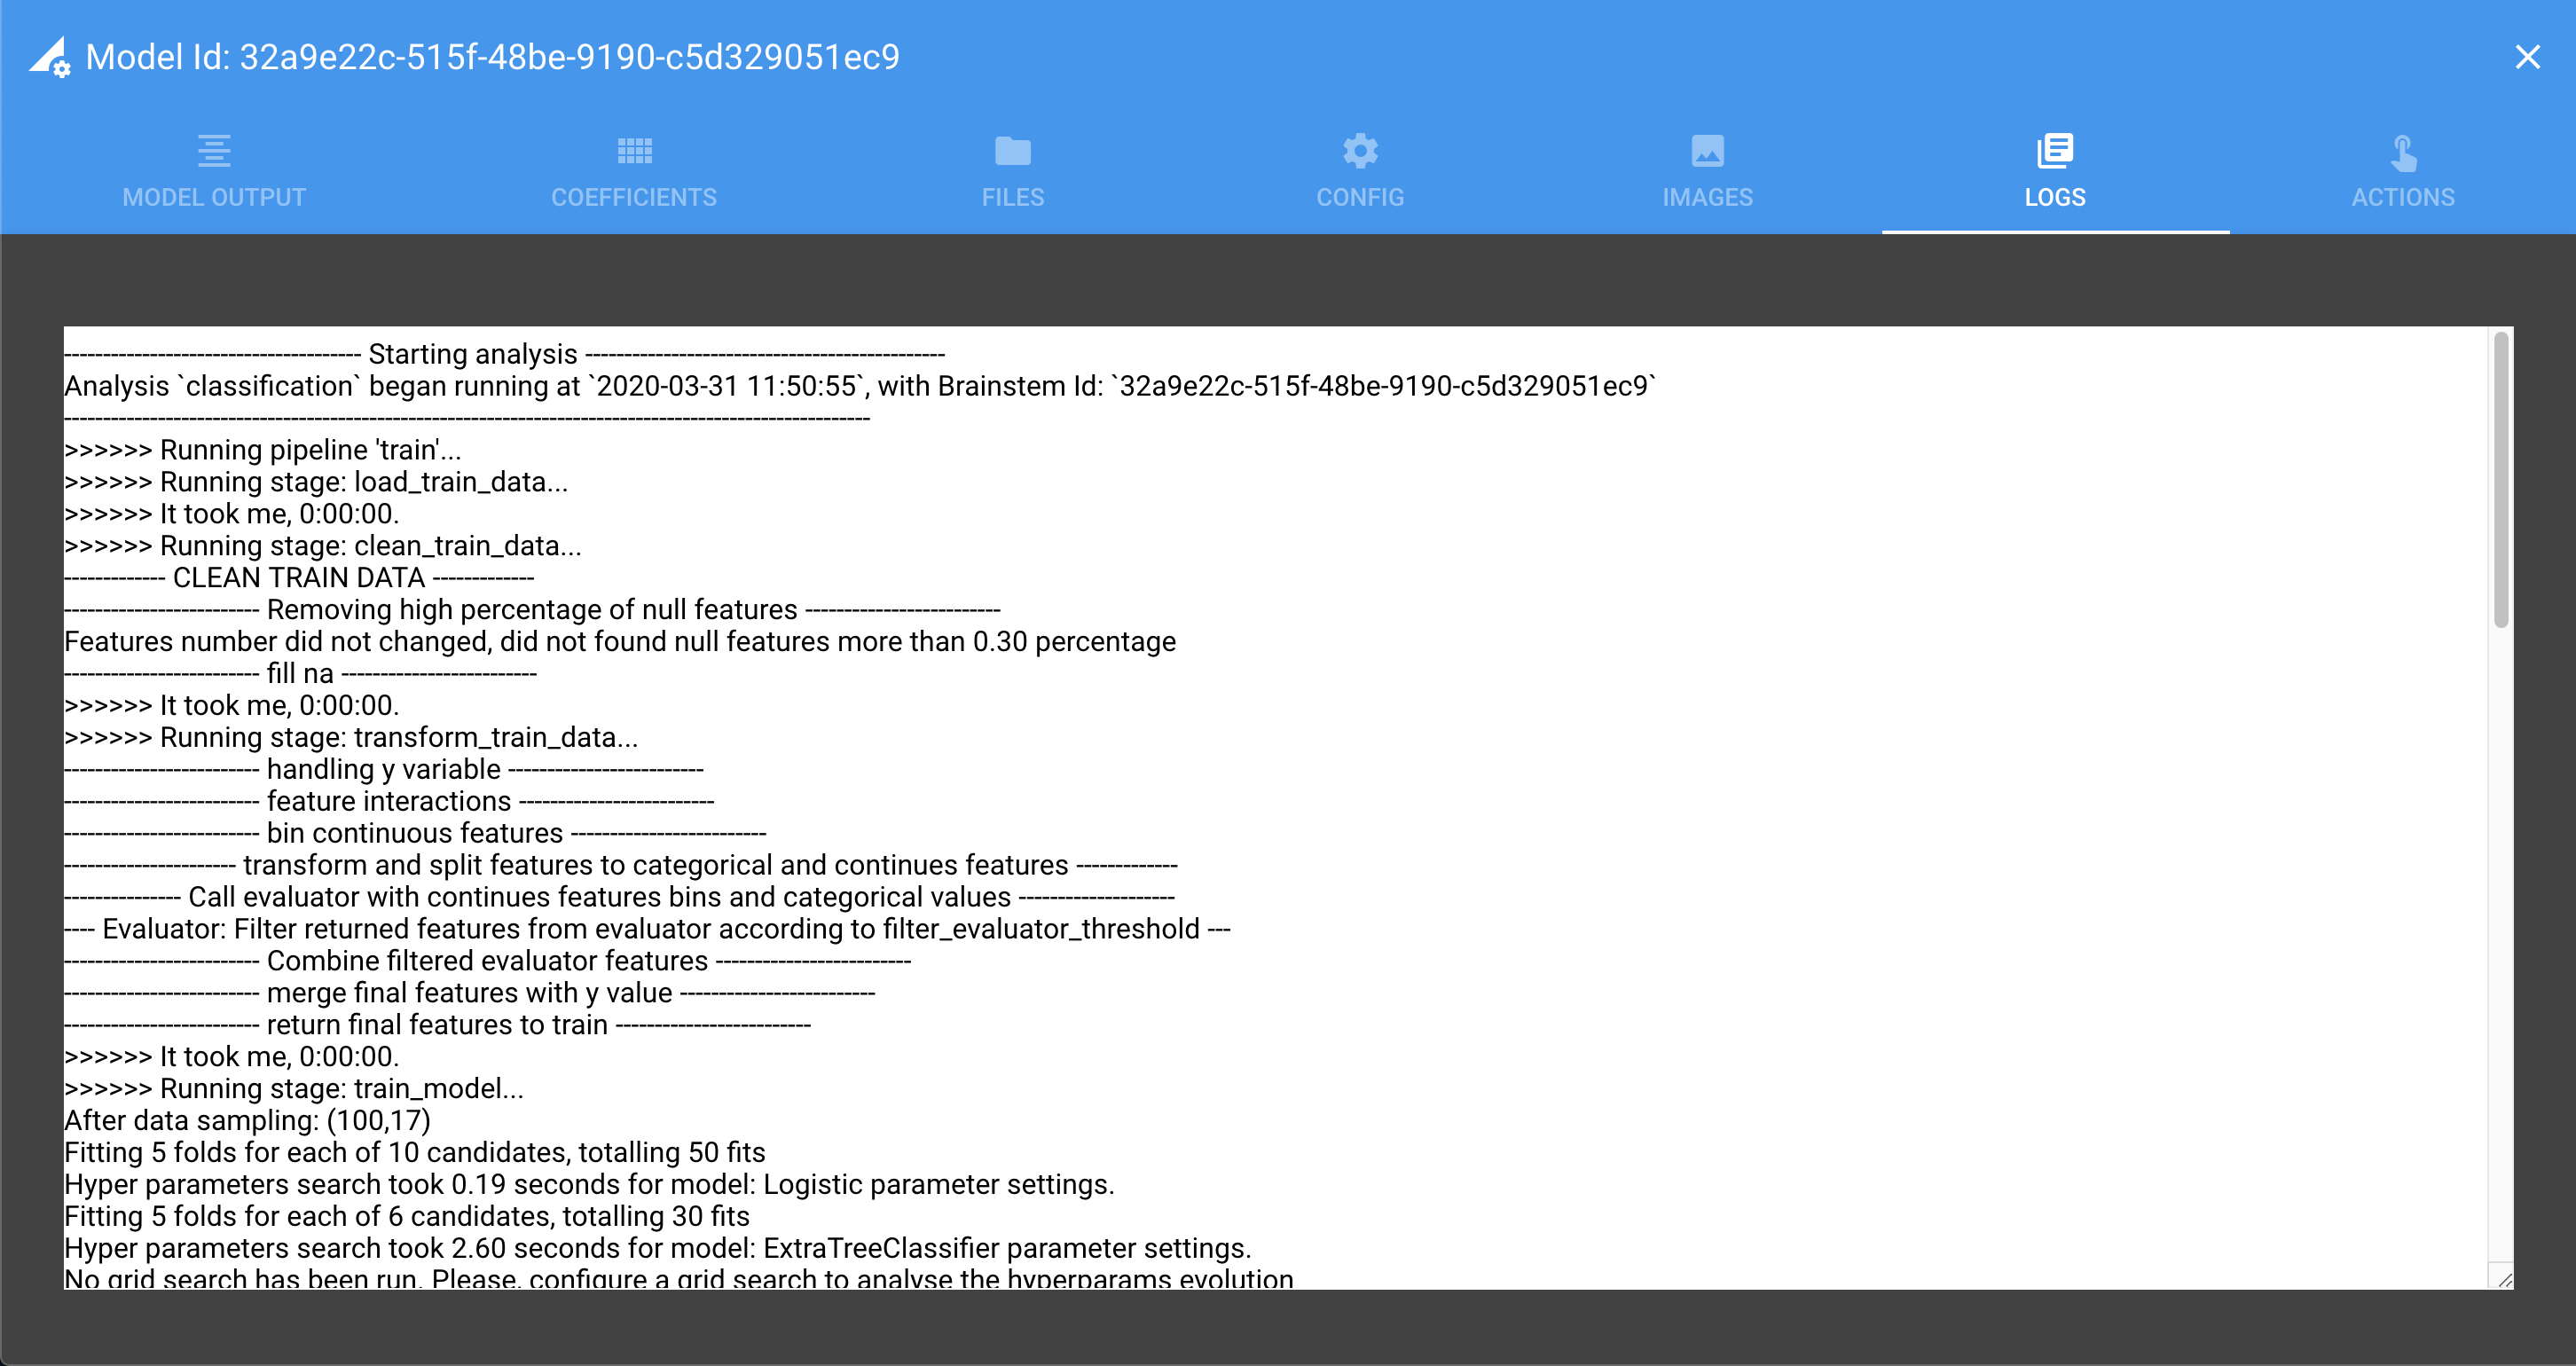 Model Id: 32a9e22c-515f-48be-9190-c5d329051ec9
MODEL OUTPUT
COEFFICIENTS
FILES
CONFIG
IMAGES
LOGS
ACTIONS
-------------------------------------- Starting analysis ----------------------------------------------
Analysis `classification` began running at `2020-03-31 11:50:55`, with Brainstem Id: `32a9e22c-515f-48be-9190-c5d329051ec9`
-------------------------------------------------------------------------------------------------------
>>>>>> Running pipeline 'train'...
>>>>>> Running stage: load_train_data...
>>>>>> It took me, 0:00:00.
>>>>>> Running stage: clean_train_data...
------------- CLEAN TRAIN DATA -------------
------------------------- Removing high percentage of null features -------------------------
Features number did not changed, did not found null features more than 0.30 percentage
------------------------- fill na -------------------------
>>>>>> It took me, 0:00:00.
>>>>>> Running stage: transform_train_data...
------------------------- handling y variable -------------------------
------------------------- feature interactions -------------------------
------------------------- bin continuous features -------------------------
---------------------- transform and split features to categorical and continues features -------------
--------------- Call evaluator with continues features bins and categorical values --------------------
---- Evaluator: Filter returned features from evaluator according to filter_evaluator_threshold ---
------------------------- Combine filtered evaluator features -------------------------
------------------------- merge final features with y value -------------------------
------------------------- return final features to train -------------------------
>>>>>> It took me, 0:00:00.
>>>>>> Running stage: train_model...
After data sampling: (100,17)
Fitting 5 folds for each of 10 candidates, totalling 50 fits
Hyper parameters search took 0.19 seconds for model: Logistic parameter settings.
Fitting 5 folds for each of 6 candidates, totalling 30 fits
Hyper parameters search took 2.60 seconds for model: ExtraTreeClassifier parameter settings.
No grid search has been run. Please, configure a grid search to analyse the hyperparams evolution